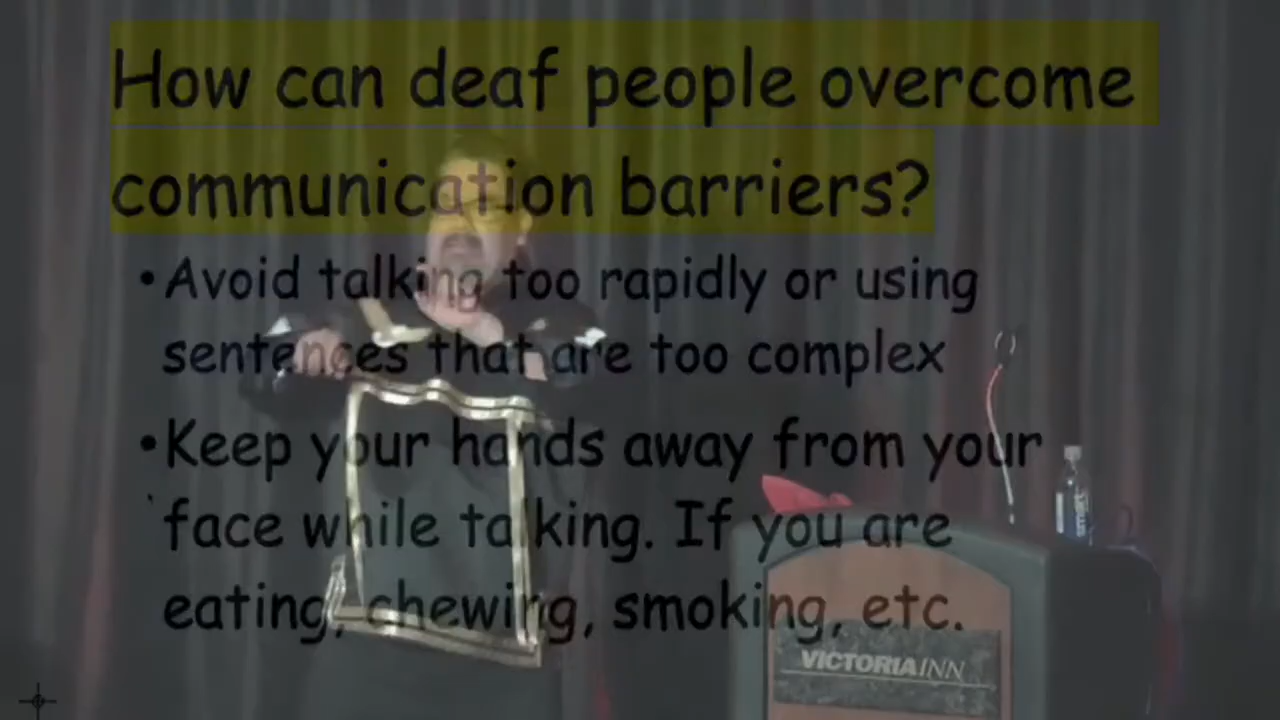 How can deaf people overcome
communication barriers?
•Avoid talking too rapidly or using
sentences that are too complex
•Keep your hands away from your
face while talking. If you are
eating, chewing, smoking, etc.
VICTORIA INN